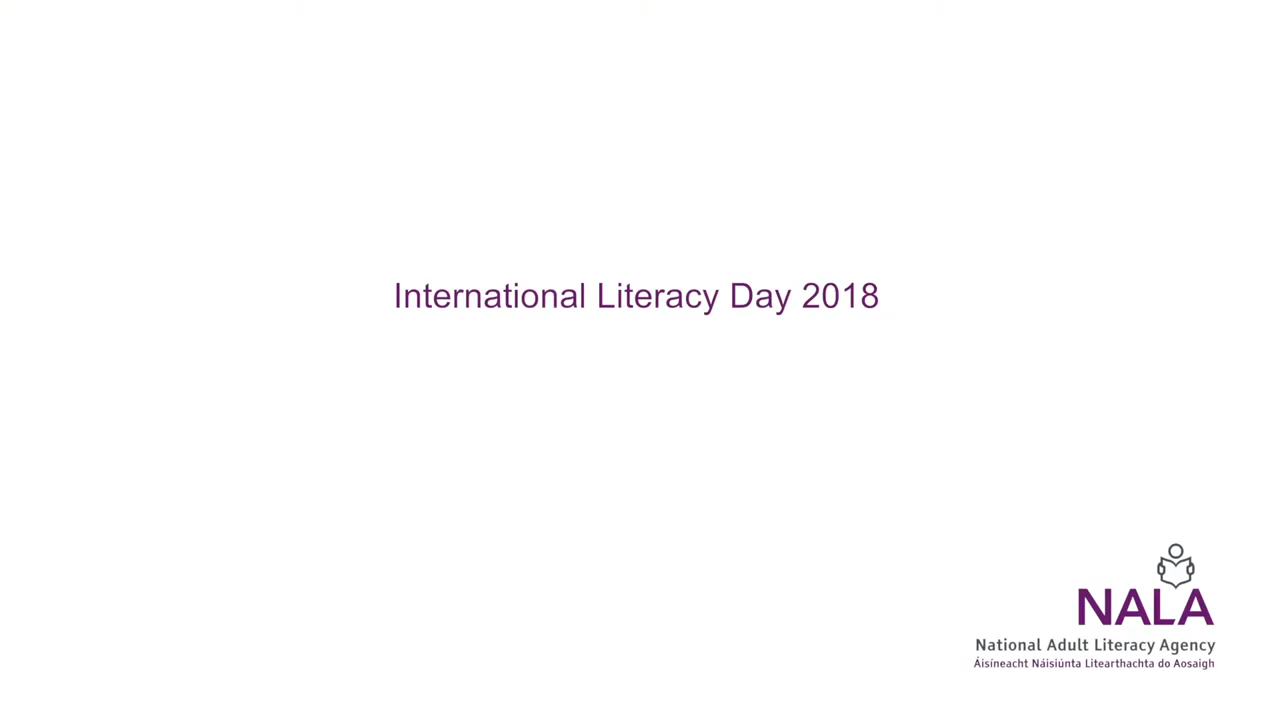 International Literacy Day 2018
NALA
National Adult Literacy Agency
Áisíneacht Náisiúnta Litearthachta do Aosaigh